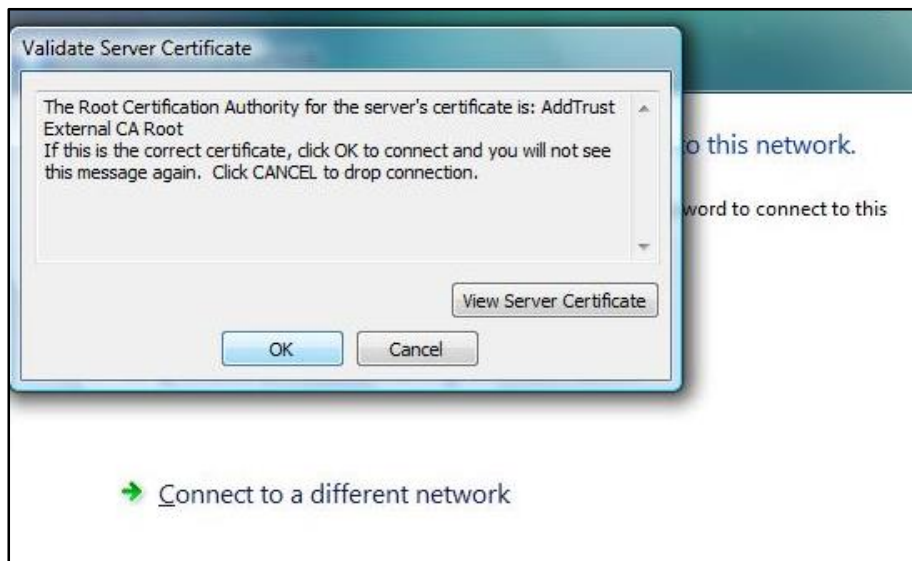 Validate Server Certificate
The Root Certification Authority for the server's certificate is: AddTrust
External CA Root
If this is the correct certificate, click OK to connect and you will not see
this message again.  Click CANCEL to drop connection.
o this network.
word to connect to this
View Server Certificate
OK Cancel
Connect to a different network